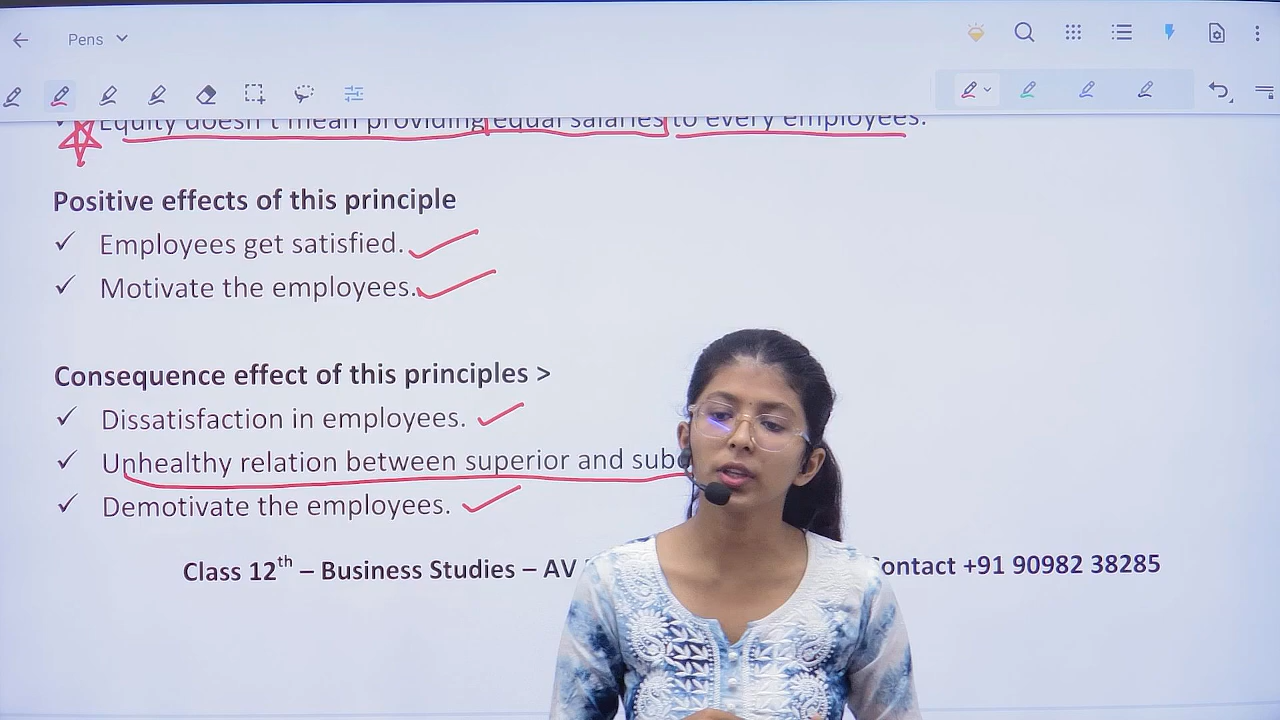 Pens
Equity doesn't mean providing equal salaries to every employees.
Positive effects of this principle
✓ Employees get satisfied.
✓ Motivate the employees.
Consequence effect of this principles >
✓ Dissatisfaction in employees.
✓ Unhealthy relation between superior and
✓ Demotivate the employees.
Class 12th – Business Studies – AV Contact +91 90982 38285